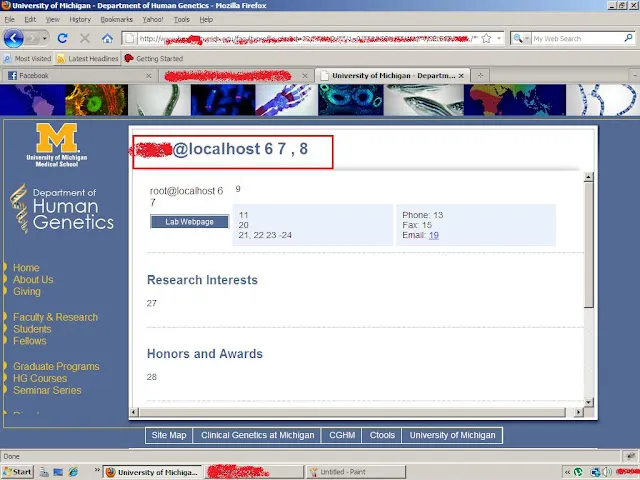 University of Michigan - Department of Human Genetics - Mozilla Firefox
File Edit View History Bookmarks Yahoo! Tools Help
My Web Search
Most Visited Latest Headlines Getting Started
Facebook University of Michigan - Departm...
M
University of Michigan
Medical School
Department of
Human
Genetics
Home
About Us
Giving
Faculty & Research
Students
Fellows
Graduate Programs
HG Courses
Seminar Series
@localhost 6 7 , 8
root@localhost 6 9
7
Lab Webpage
11
20
21, 22 23 -24
Phone: 13
Fax: 15
Email: 19
Research Interests
27
Honors and Awards
28
Site Map Clinical Genetics at Michigan CGHM Ctools University of Michigan
Done
Start University of Michiga... Untitled - Paint